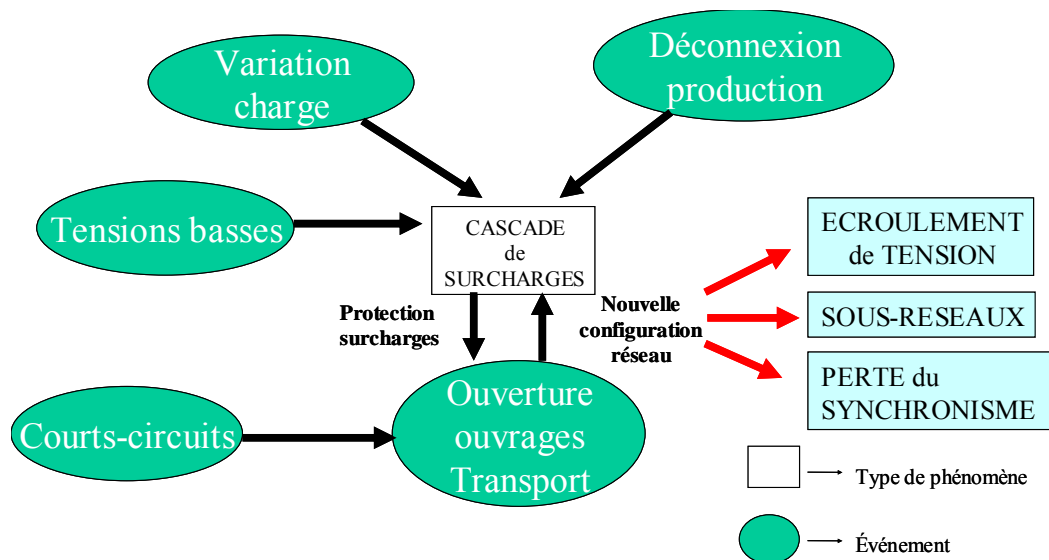 Variation
charge
Déconnexion
production
Tensions basses
CASCADE
de
SURCHARGES
ECROULEMENT
de TENSION
Protection
surcharges
Nouvelle
configuration
réseau
SOUS-RESEAUX
PERTE du
SYNCHRONISME
Courts-circuits
Ouverture
ouvrages
Transport
Type de phénomène
Événement